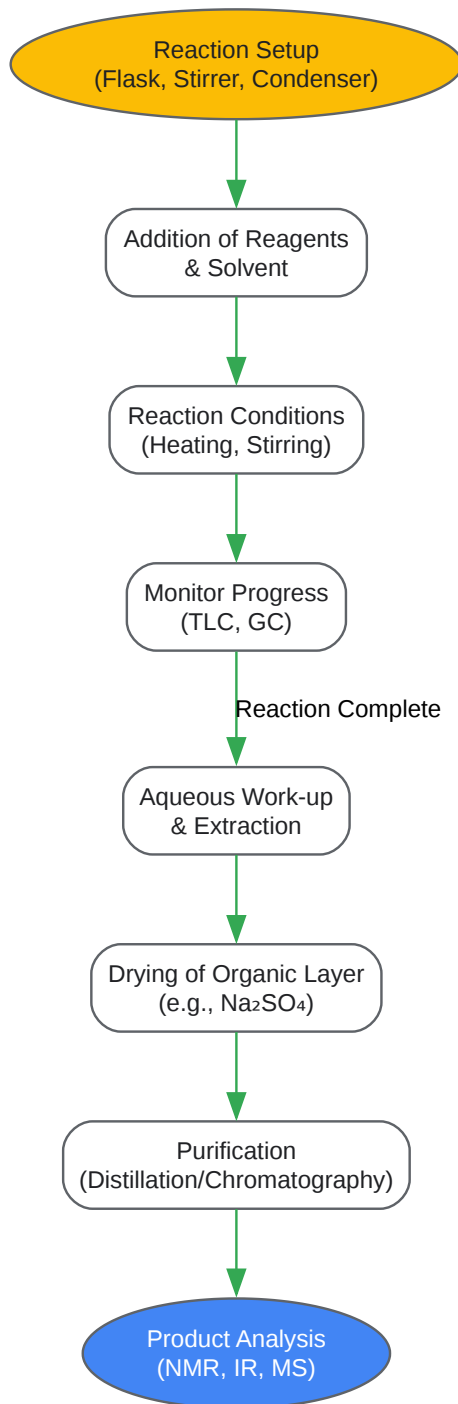 Reaction Setup
(Flask, Stirrer, Condenser)
Addition of Reagents
& Solvent
Reaction Conditions
(Heating, Stirring)
Monitor Progress
(TLC, GC)
Reaction Complete
Aqueous Work-up
& Extraction
Drying of Organic Layer
(e.g., Na₂SO₄)
Purification
(Distillation/Chromatography)
Product Analysis
(NMR, IR, MS)